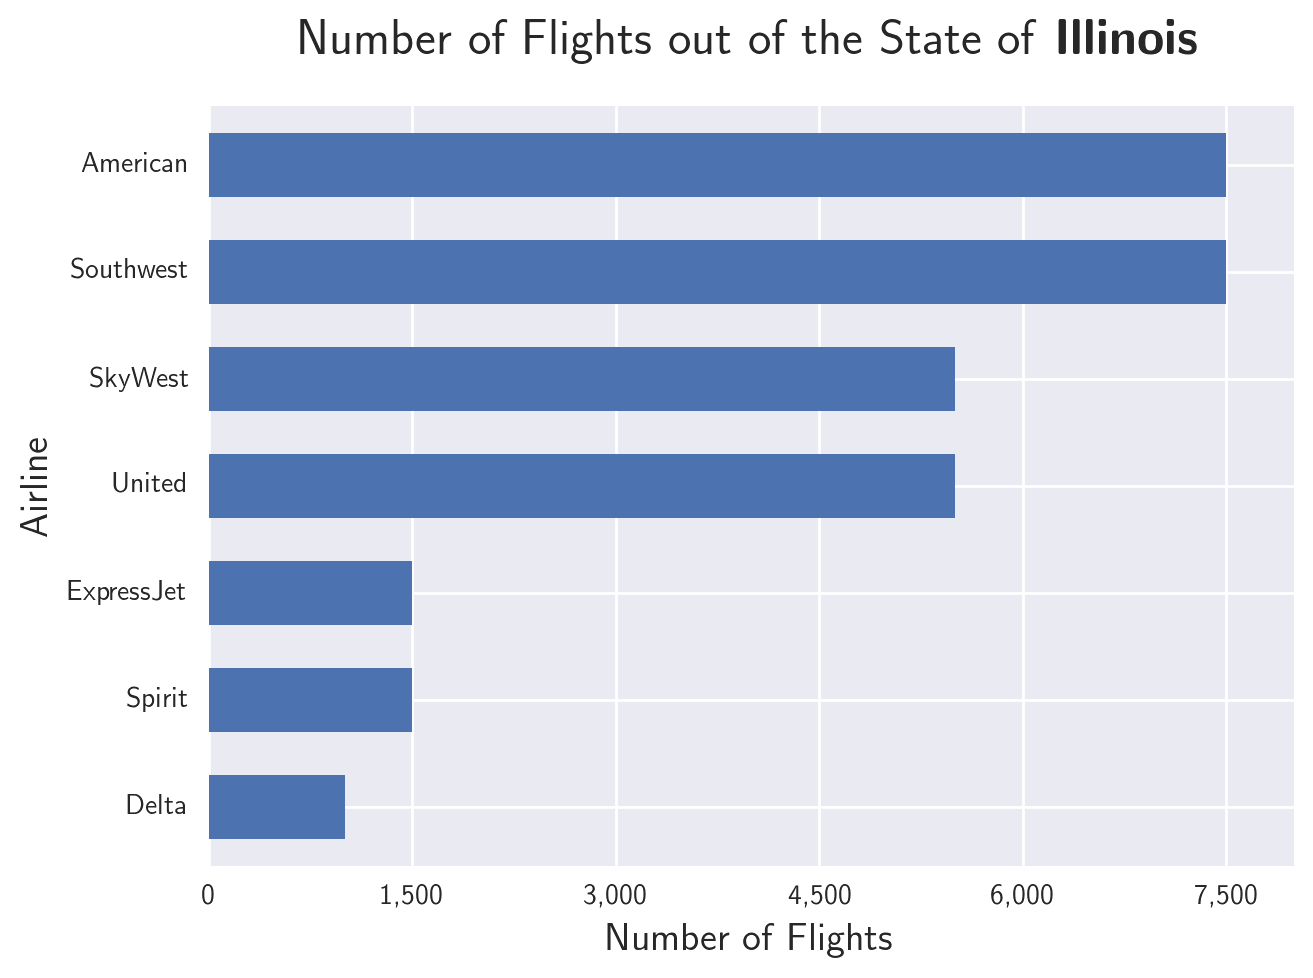 Number of Flights out of the State of Illinois
American
Southwest
SkyWest
United
ExpressJet
Spirit
Delta
Airline
0 1,500 3,000 4,500 6,000 7,500
Number of Flights